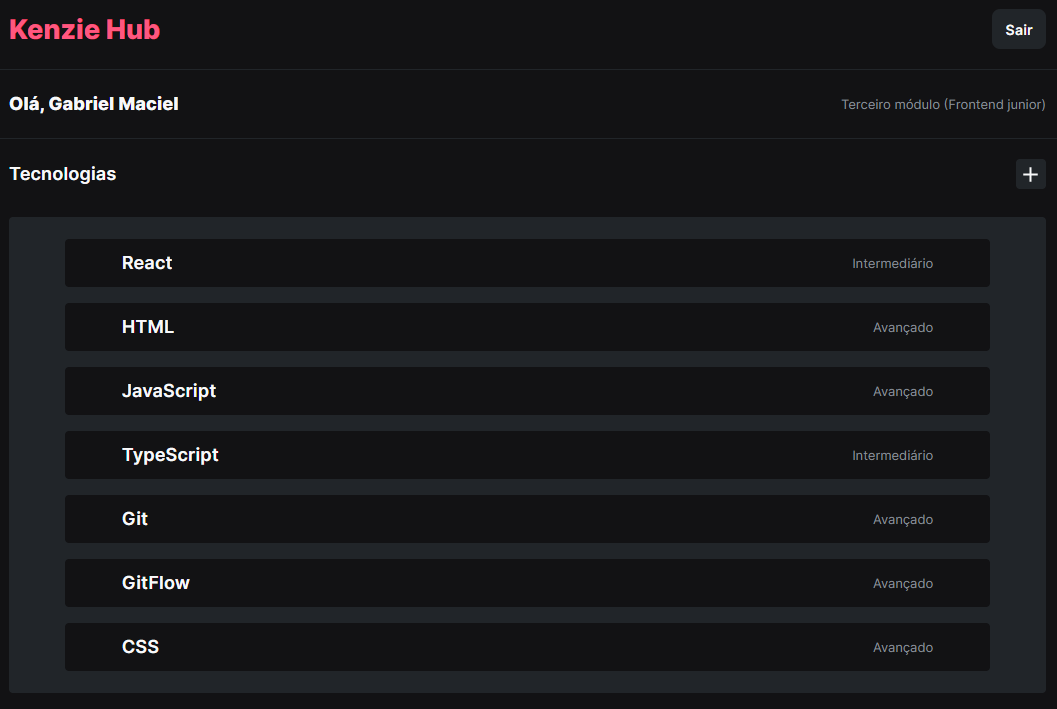 Kenzie Hub
Sair
Olá, Gabriel Maciel
Terceiro módulo (Frontend junior)
Tecnologias
+
React
Intermediário
HTML
Avançado
JavaScript
Avançado
TypeScript
Intermediário
Git
Avançado
GitFlow
Avançado
CSS
Avançado